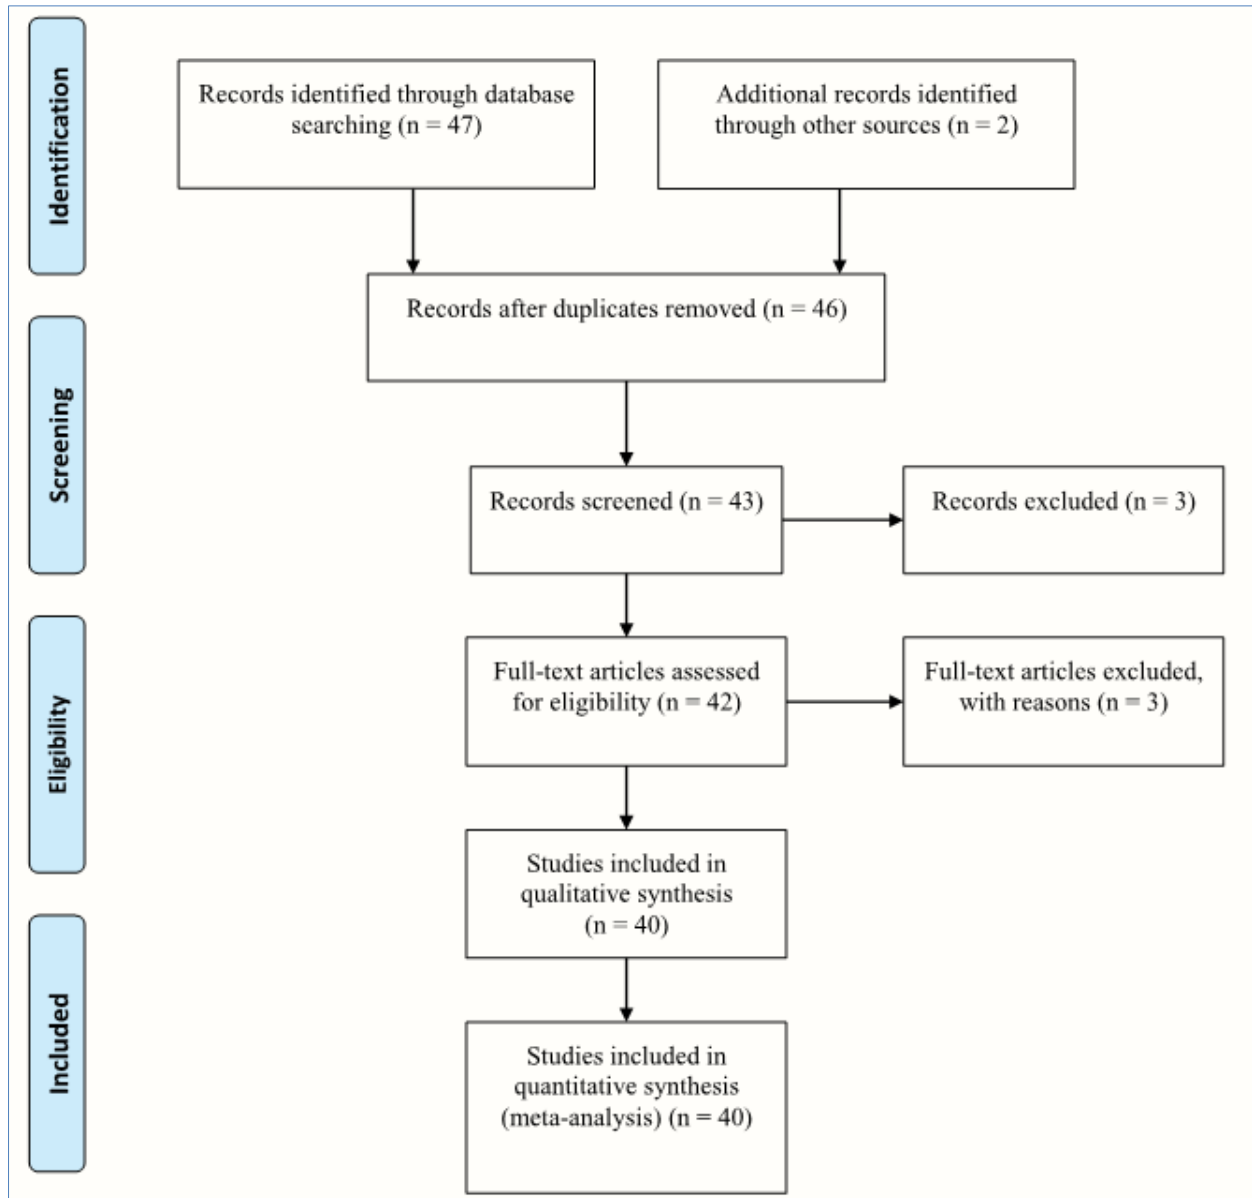 Identification
Records identified through database
searching (n = 47)
Additional records identified
through other sources (n = 2)
Records after duplicates removed (n = 46)
Screening
Records screened (n = 43)
Records excluded (n = 3)
Eligibility
Full-text articles assessed
for eligibility (n = 42)
Full-text articles excluded,
with reasons (n = 3)
Studies included in
qualitative synthesis
(n = 40)
Included
Studies included in
quantitative synthesis
(meta-analysis) (n = 40)